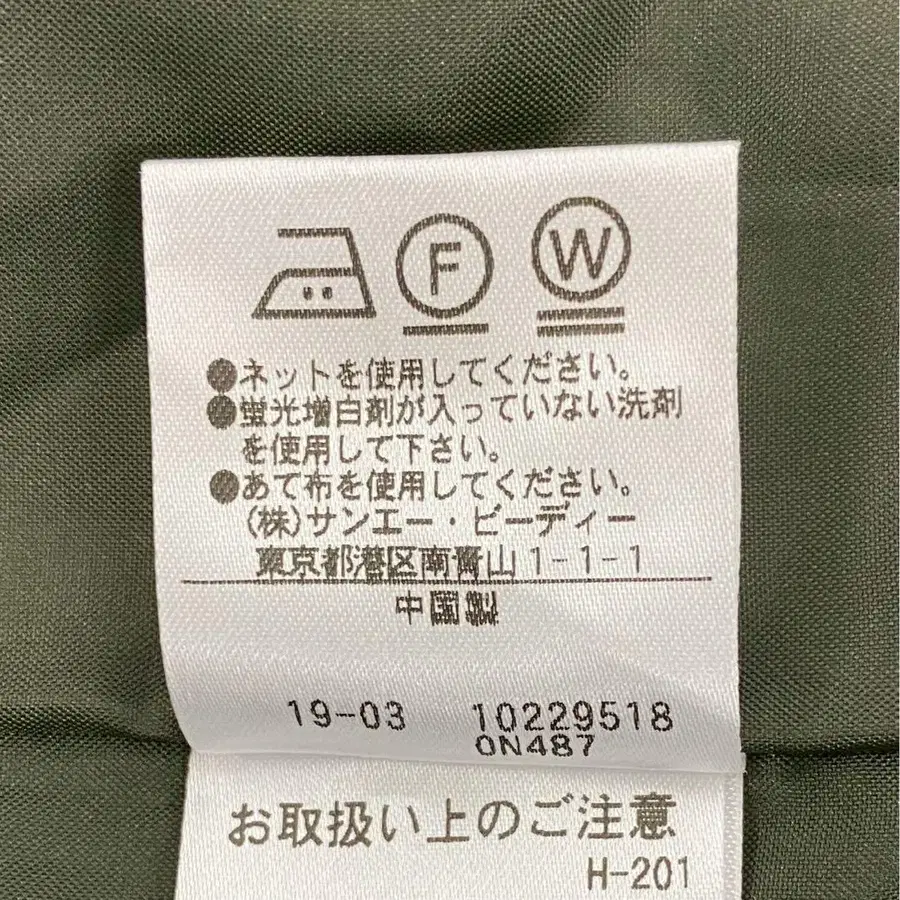 F W
●ネットを使用してください。
●蛍光増白剤が入っていない洗剤
を使用して下さい。
●あて布を使用してください。
(株)サンエー・ビーディー
東京都港区南青山1-1-1
中国製
19-03 10229518
0N487
お取扱い上のご注意
H-201